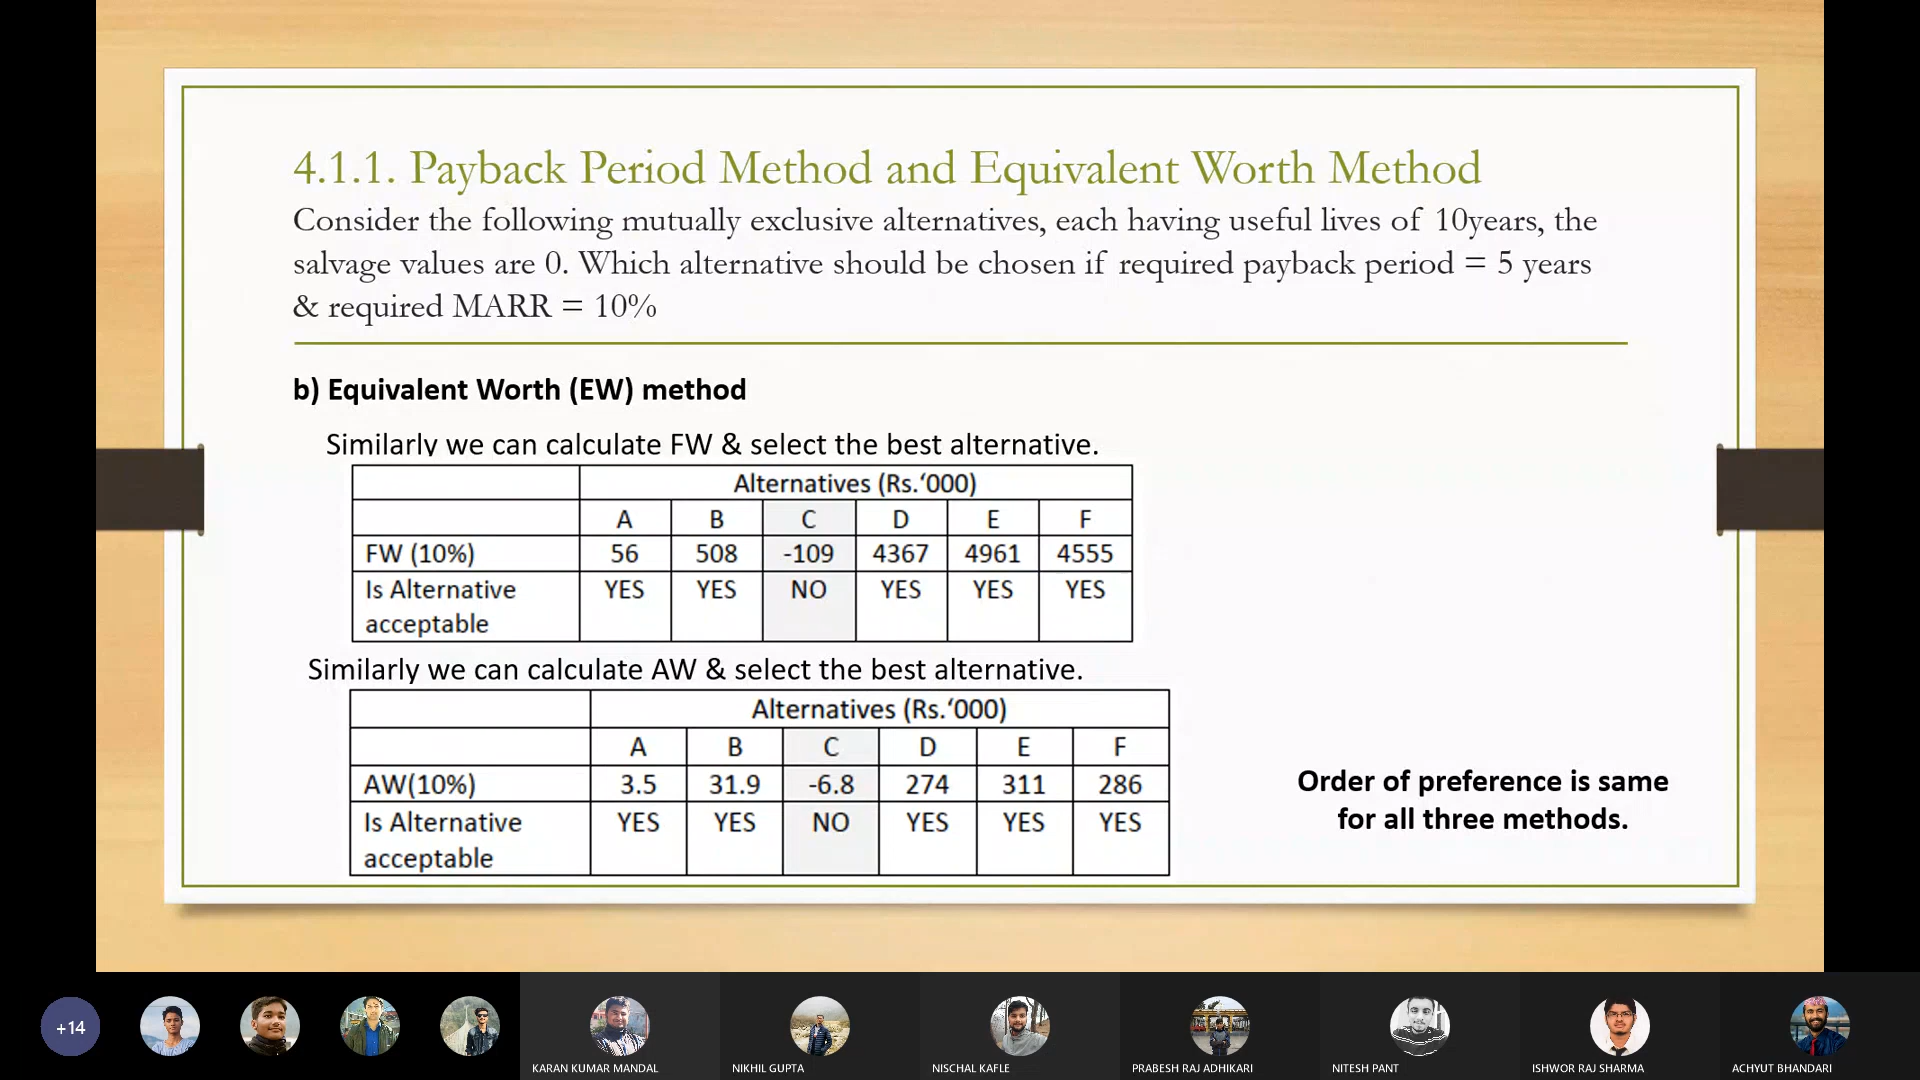 4.1.1. Payback Period Method and Equivalent Worth Method
Consider the following mutually exclusive alternatives, each having useful lives of 10years, the
salvage values are 0. Which alternative should be chosen if required payback period = 5 years
& required MARR = 10%
b) Equivalent Worth (EW) method
Similarly we can calculate FW & select the best alternative.
Alternatives (Rs.‘000)
A B C D E F
FW (10%) 56 508 -109 4367 4961 4555
Is Alternative YES YES NO YES YES YES
acceptable
Similarly we can calculate AW & select the best alternative.
Alternatives (Rs.‘000)
A B C D E F
AW(10%) 3.5 31.9 -6.8 274 311 286
Is Alternative YES YES NO YES YES YES
acceptable
Order of preference is same
for all three methods.
+14
KARAN KUMAR MANDAL
NIKHIL GUPTA
NISCHAL KAFLE
PRABESH RAJ ADHIKARI
NITESH PANT
ISHWOR RAJ SHARMA
ACHYUT BHANDARI